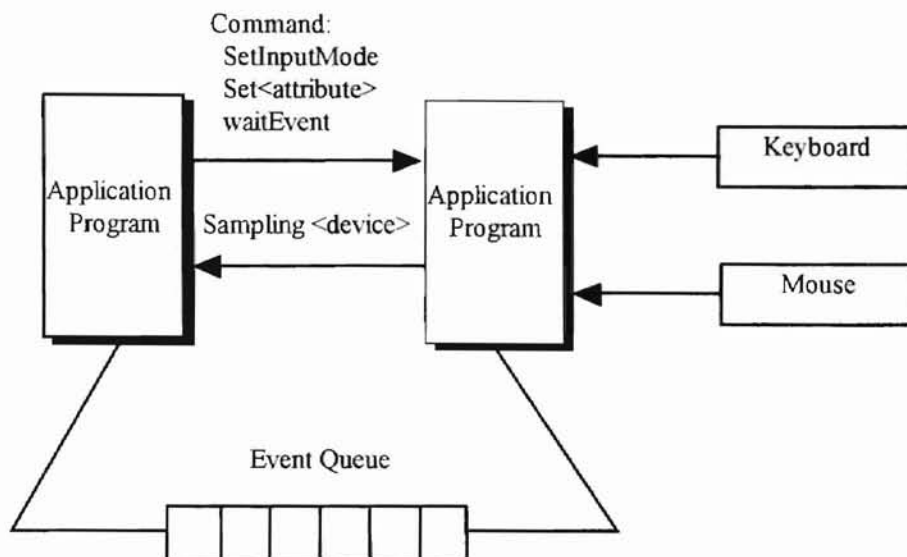 Command:
SetInputMode
Set<attribute>
waitEvent
Application
Program
Sampling <device>
Application
Program
Keyboard
Mouse
Event Queue